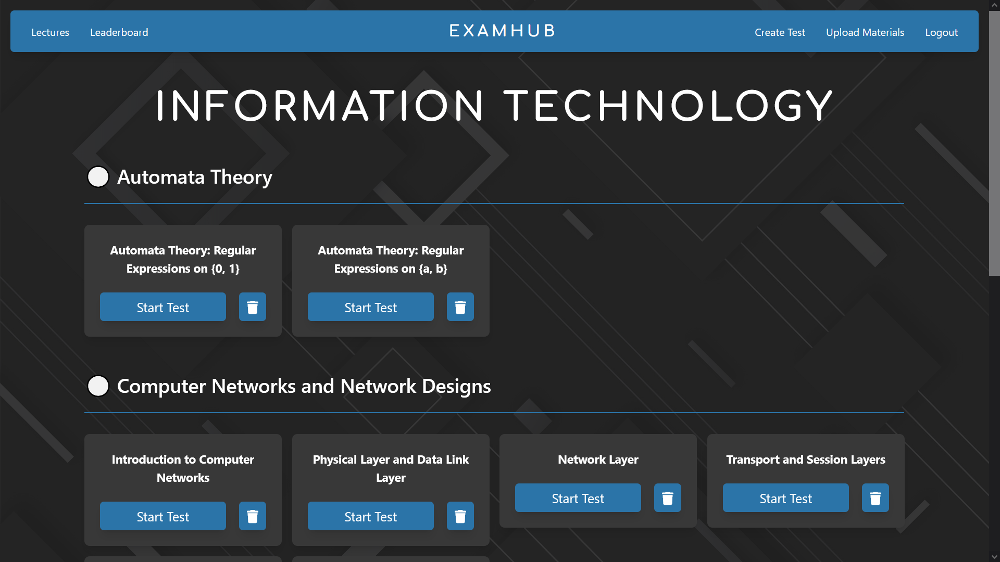 Lectures
Leaderboard
EXAMHUB
Create Test
Upload Materials
Logout
INFORMATION TECHNOLOGY
Automata Theory
Automata Theory: Regular
Expressions on {0, 1}
Start Test
Automata Theory: Regular
Expressions on {a, b}
Start Test
Computer Networks and Network Designs
Introduction to Computer
Networks
Start Test
Physical Layer and Data Link
Layer
Start Test
Network Layer
Start Test
Transport and Session Layers
Start Test